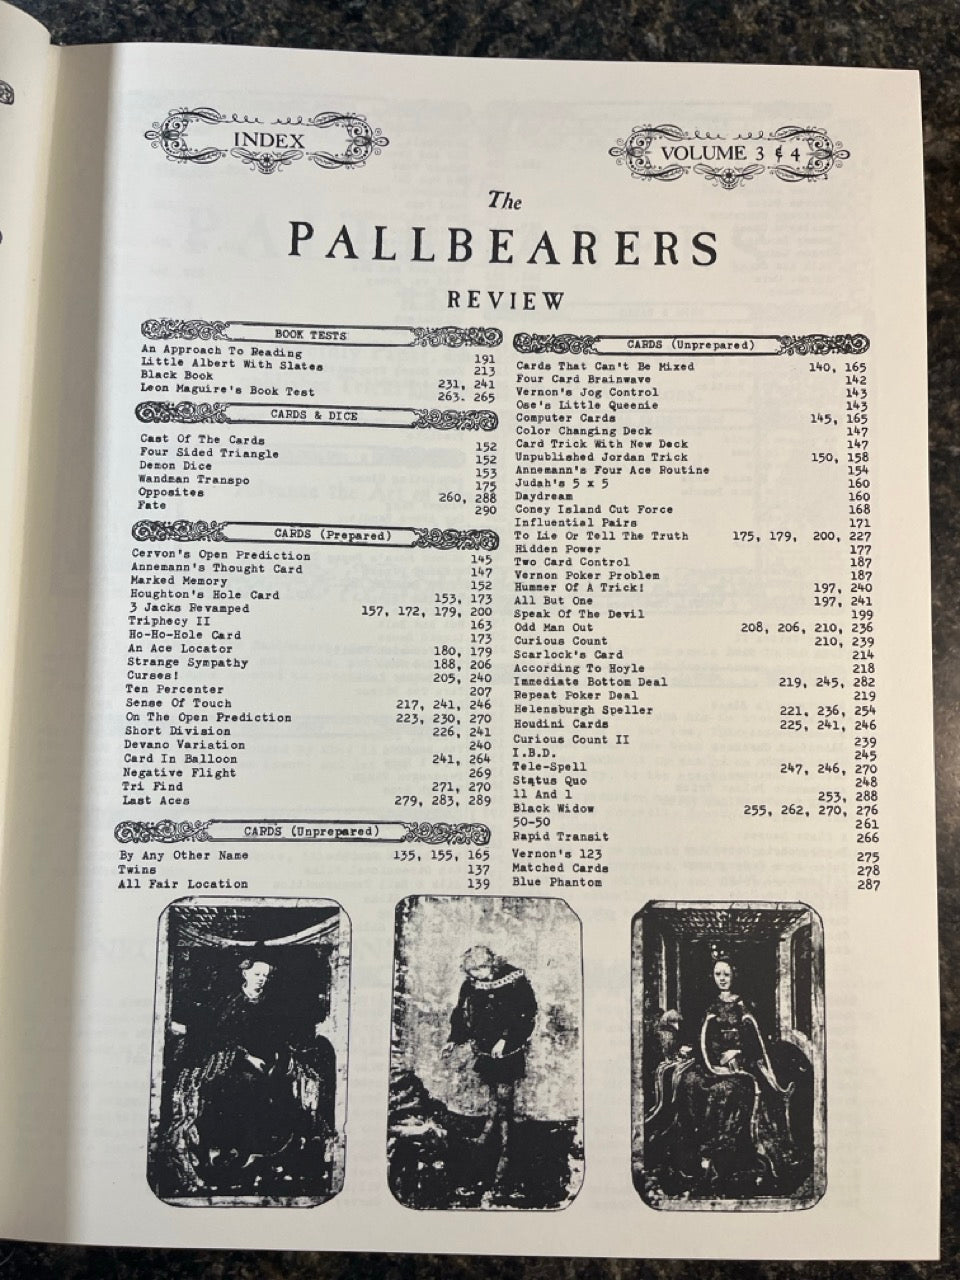 INDEX
VOLUME 3 & 4
The
PALLBEARERS
REVIEW
BOOK TESTS
An Approach To Reading 191
Little Albert With Slates 213
Black Book 231, 241
Leon Maguire's Book Test 263. 265
CARDS & DICE
Cast Of The Cards 152
Four Sided Triangle 152
Demon Dice 153
Wandman Transpo 175
Opposites 260, 288
Fate 290
CARDS (Prepared)
Cervon's Open Prediction 145
Annemann's Thought Card 147
Marked Memory 152
Houghton's Hole Card 153, 173
3 Jacks Revamped 157, 172, 179, 200
Triphecy II 163
Ho-Ho-Hole Card 173
An Ace Locator 180, 179
Strange Sympathy 188, 206
Curses! 205, 240
Ten Percenter 207
Sense Of Touch 217, 241, 246
On The Open Prediction 223, 230, 270
Short Division 226, 241
Devano Variation 240
Card In Balloon 241, 264
Negative Flight 269
Tri Find 271, 270
Last Aces 279, 283, 289
CARDS (Unprepared)
By Any Other Name 135, 155, 165
Twins 137
All Fair Location 139
CARDS (Unprepared)
Cards That Can't Be Mixed 140, 165
Four Card Brainwave 142
Vernon's Jog Control 143
Ose's Little Queenie 143
Computer Cards 145, 165
Color Changing Deck 147
Card Trick With New Deck 147
Unpublished Jordan Trick 150, 158
Annemann's Four Ace Routine 154
Judah's 5 x 5 160
Daydream 160
Coney Island Cut Force 168
Influential Pairs 171
To Lie Or Tell The Truth 175, 179, 200, 227
Hidden Power 177
Two Card Control 187
Vernon Poker Problem 187
Hummer Of A Trick! 197, 240
All But One 197, 241
Speak Of The Devil 199
Odd Man Out 208, 206, 210, 236
Curious Count 210, 239
Scarlock's Card 214
According To Hoyle 218
Immediate Bottom Deal 219, 245, 282
Repeat Poker Deal 219
Helensburgh Speller 221, 236, 254
Houdini Cards 225, 241, 246
Curious Count II 239
I.B.D. 245
Tele-Spell 247, 246, 270
Status Quo 248
11 And 1 253, 288
Black Widow 255, 262, 270, 276
50-50 261
Rapid Transit 266
Vernon's 123 275
Matched Cards 278
Blue Phantom 287